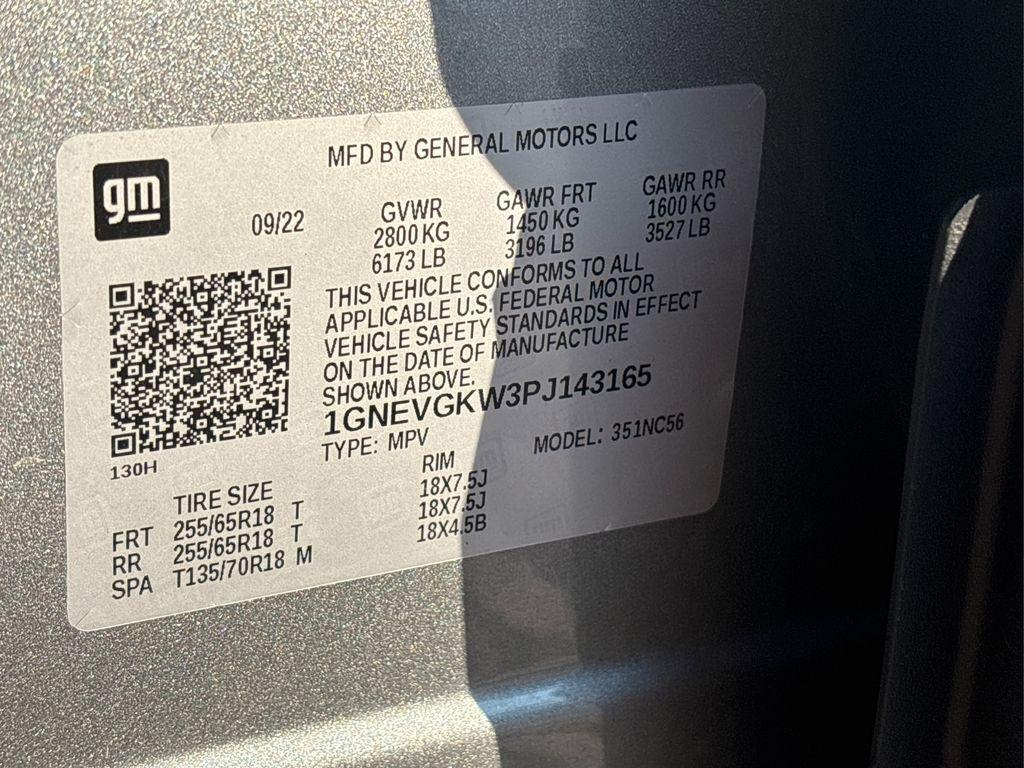 MFD BY GENERAL MOTORS LLC
gm
09/22
GVWR GAWR FRT GAWR RR
2800 KG 1450 KG 1600 KG
6173 LB 3196 LB 3527 LB
THIS VEHICLE CONFORMS TO ALL
APPLICABLE U.S. FEDERAL MOTOR
VEHICLE SAFETY STANDARDS IN EFFECT
ON THE DATE OF MANUFACTURE
SHOWN ABOVE.
1GNEVGKW3PJ143165
TYPE: MPV MODEL: 351NC56
130H
TIRE SIZE RIM
FRT 255/65R18 T 18X7.5J
RR 255/65R18 T 18X7.5J
SPA T135/70R18 M 18X4.5B